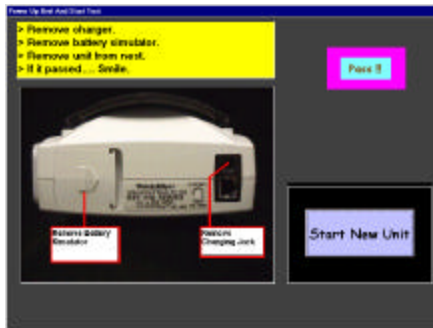 Power Up Unit And Start Test
> Remove charger.
> Remove battery simulator.
> Remove unit from nest.
> If it passed.... Smile.
Pass !!
Remove Battery
Simulator
Remove
Charging Jack
Start New Unit